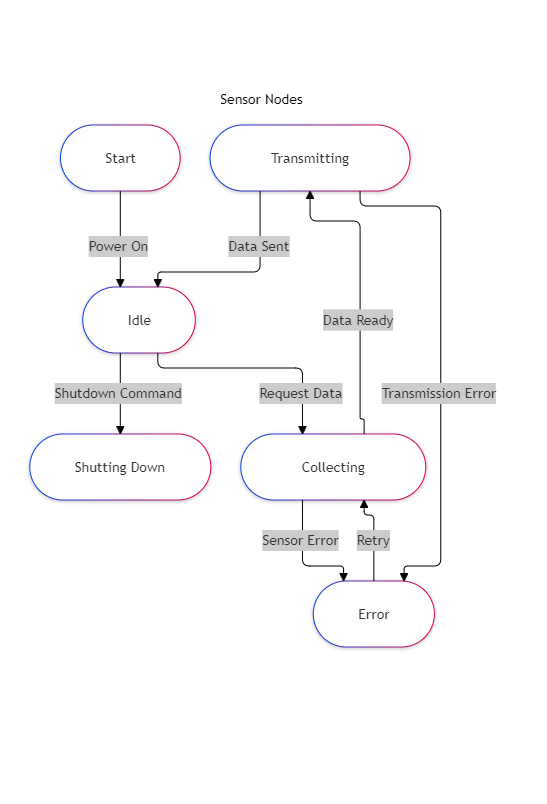 Sensor Nodes
Start
Transmitting
Power On
Data Sent
Idle
Data Ready
Shutdown Command
Request Data
Transmission Error
Shutting Down
Collecting
Sensor Error
Retry
Error